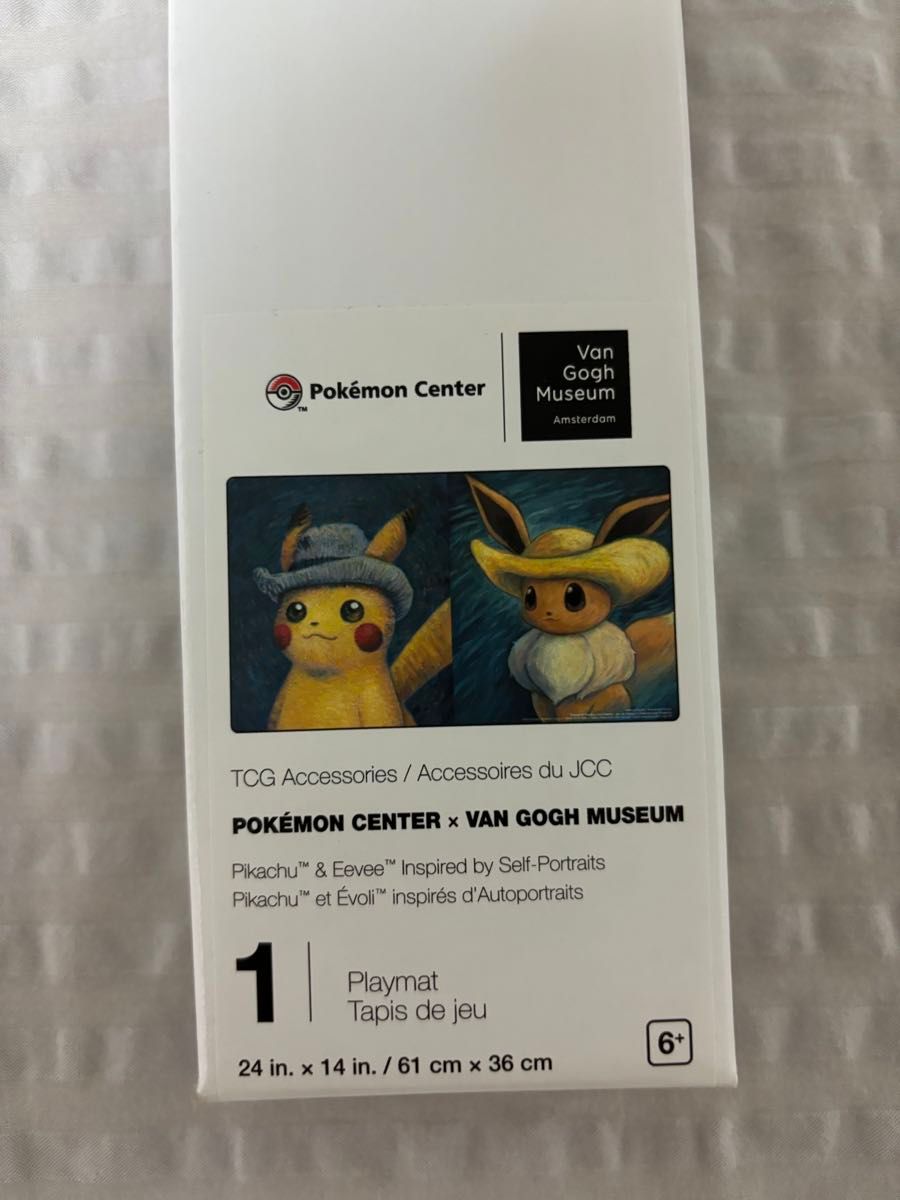 Pokémon Center
TM
Van
Gogh
Museum
Amsterdam
TCG Accessories / Accessoires du JCC
POKÉMON CENTER × VAN GOGH MUSEUM
Pikachu™ & Eevee™ Inspired by Self-Portraits
Pikachu™ et Évoli™ inspirés d'Autoportraits
1
Playmat
Tapis de jeu
24 in. × 14 in. / 61 cm × 36 cm
6+